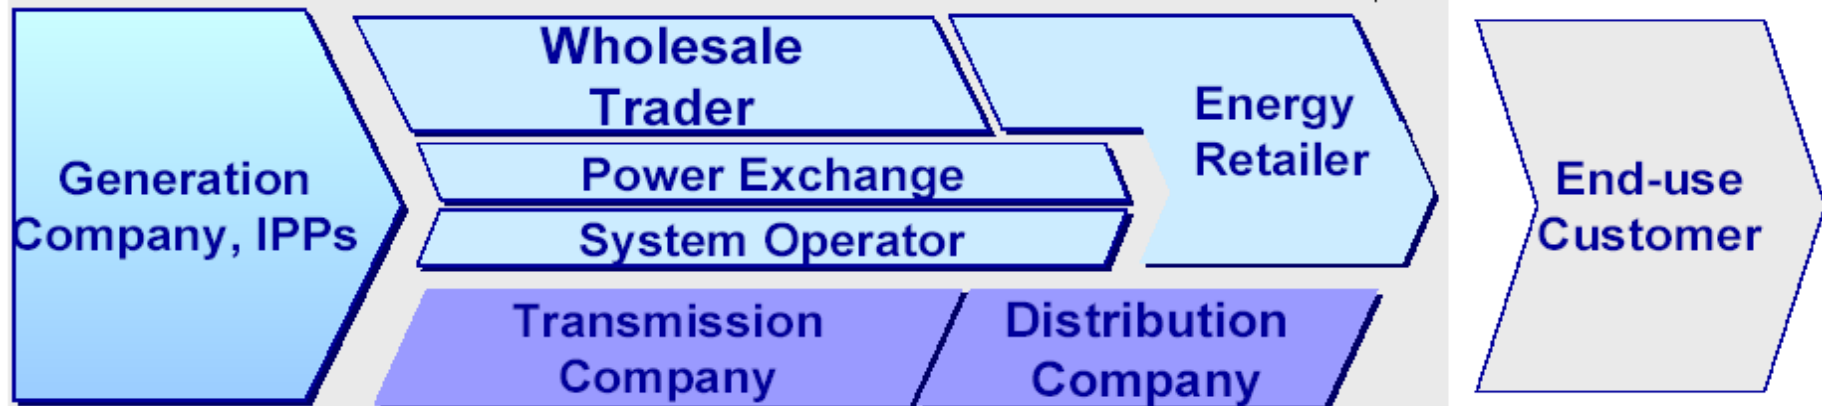 Generation
Company, IPPs
Wholesale
Trader
Power Exchange
System Operator
Energy
Retailer
Transmission
Company
Distribution
Company
End-use
Customer